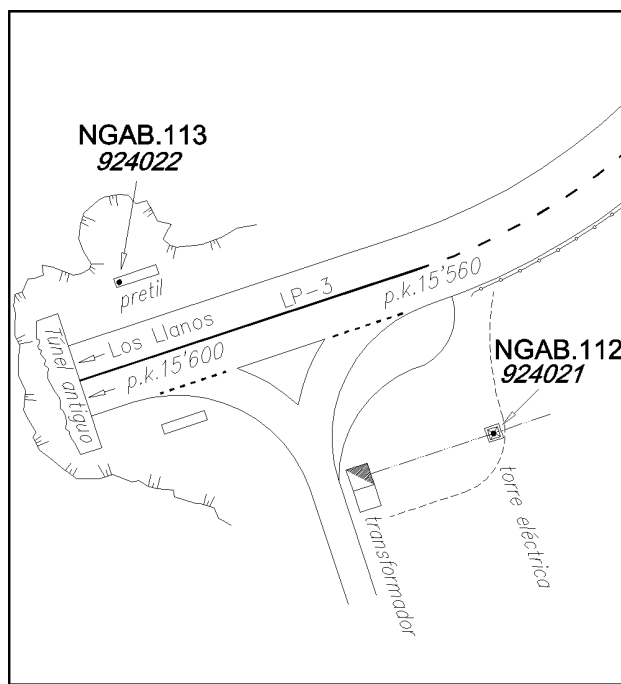 NGAB.113
924022
pretil
LP-3
p.k.15'560
Los Llanos
p.k.15'600
Túnel antiguo
NGAB.112
924021
torre eléctrica
transformador